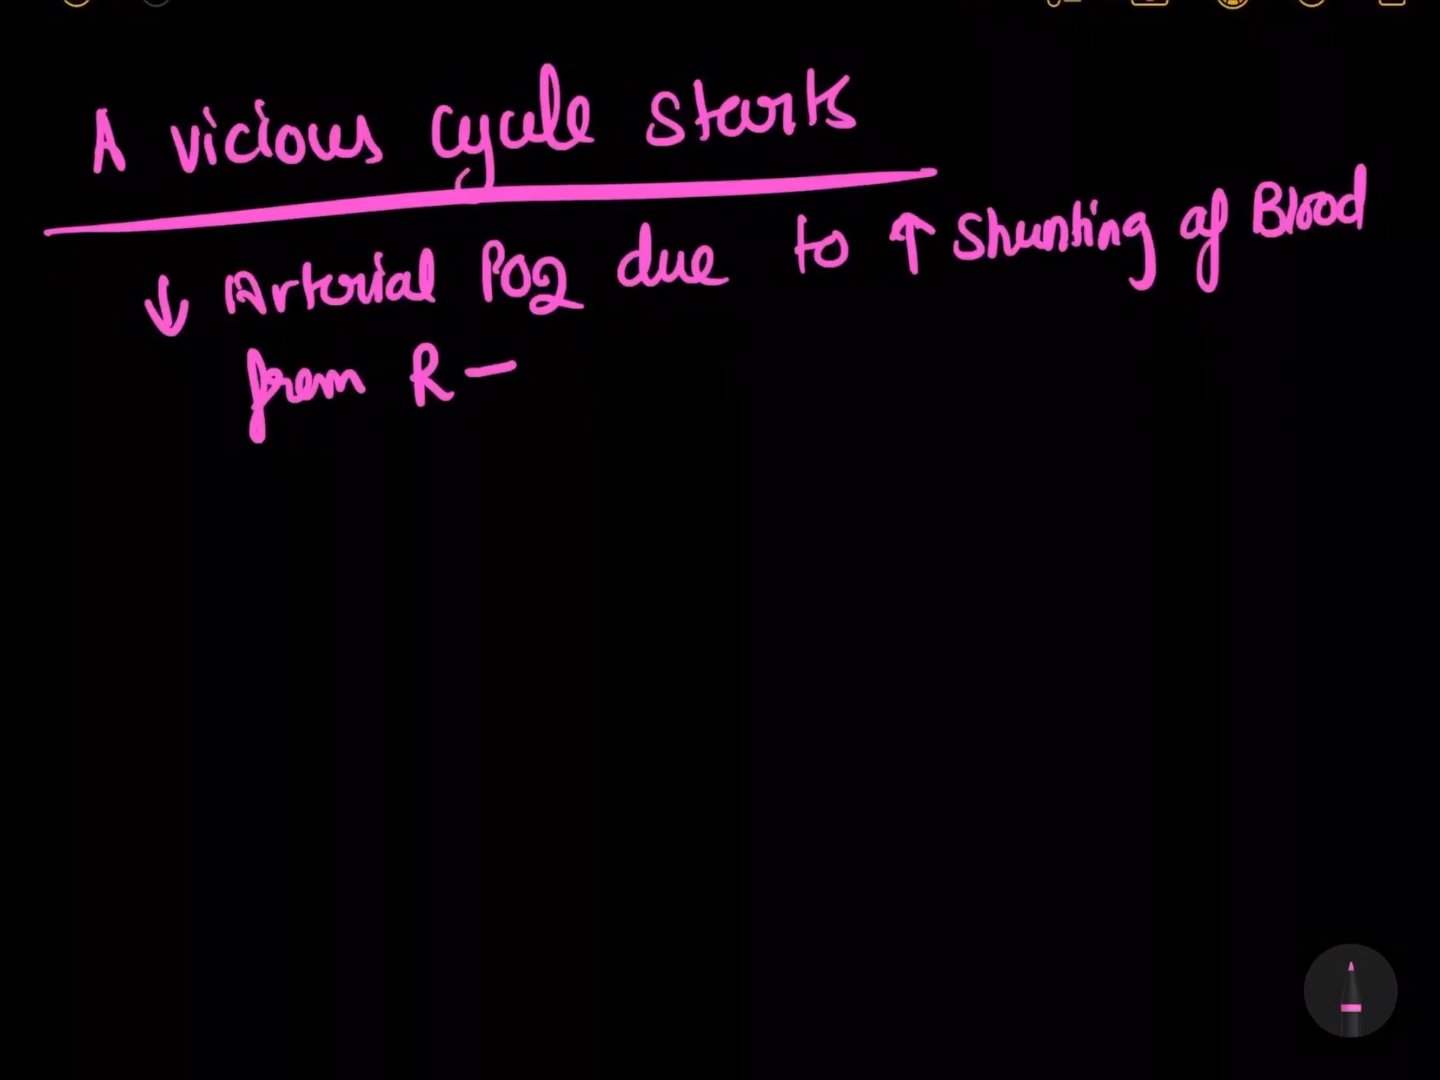 A vicious cycle starts
↓ Arterial PO2 due to ↑ Shunting of Blood
from R -